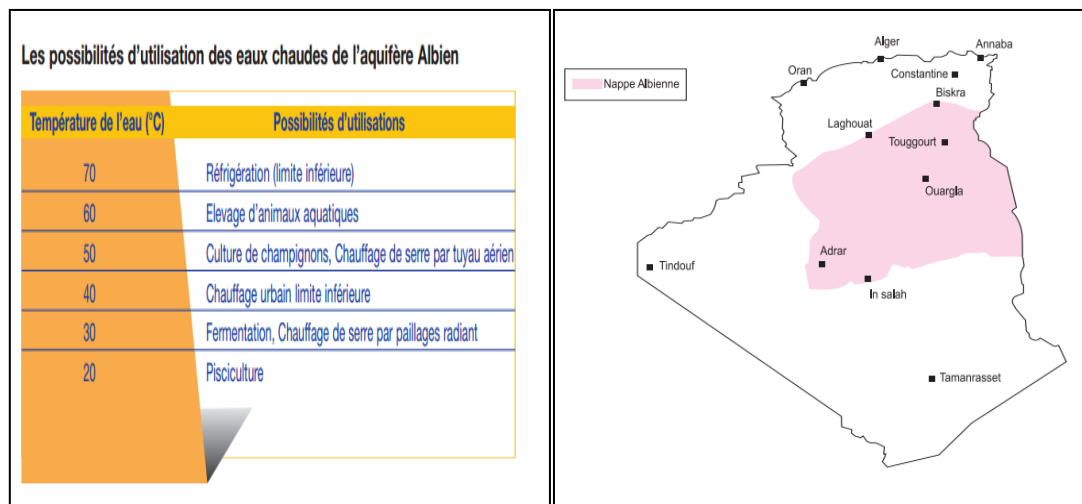 Les possibilités d'utilisation des eaux chaudes de l'aquifère Albien
Température de l'eau (°C) Possibilités d'utilisations
70 Réfrigération (limite inférieure)
60 Elevage d'animaux aquatiques
50 Culture de champignons, Chauffage de serre par tuyau aérien
40 Chauffage urbain limite inférieure
30 Fermentation, Chauffage de serre par paillages radiant
20 Pisciculture
Nappe Albienne
Alger
Annaba
Oran
Constantine
Biskra
Laghouat
Touggourt
Ouargla
Adrar
Tindouf
In salah
Tamanrasset